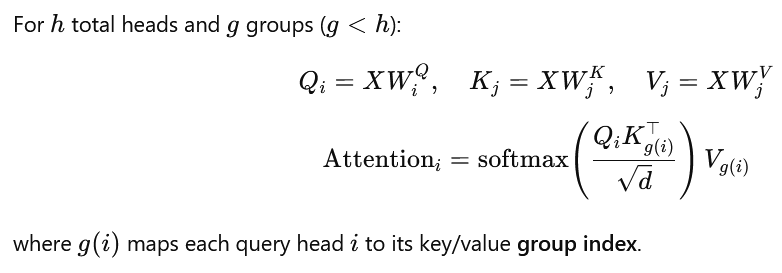 For h total heads and g groups (g < h):
Q_i = XW_i^Q, K_j = XW_j^K, V_j = XW_j^V
Attention_i = softmax(Q_i K_{g(i)}^⊤ / √d) V_{g(i)}
where g(i) maps each query head i to its key/value group index.